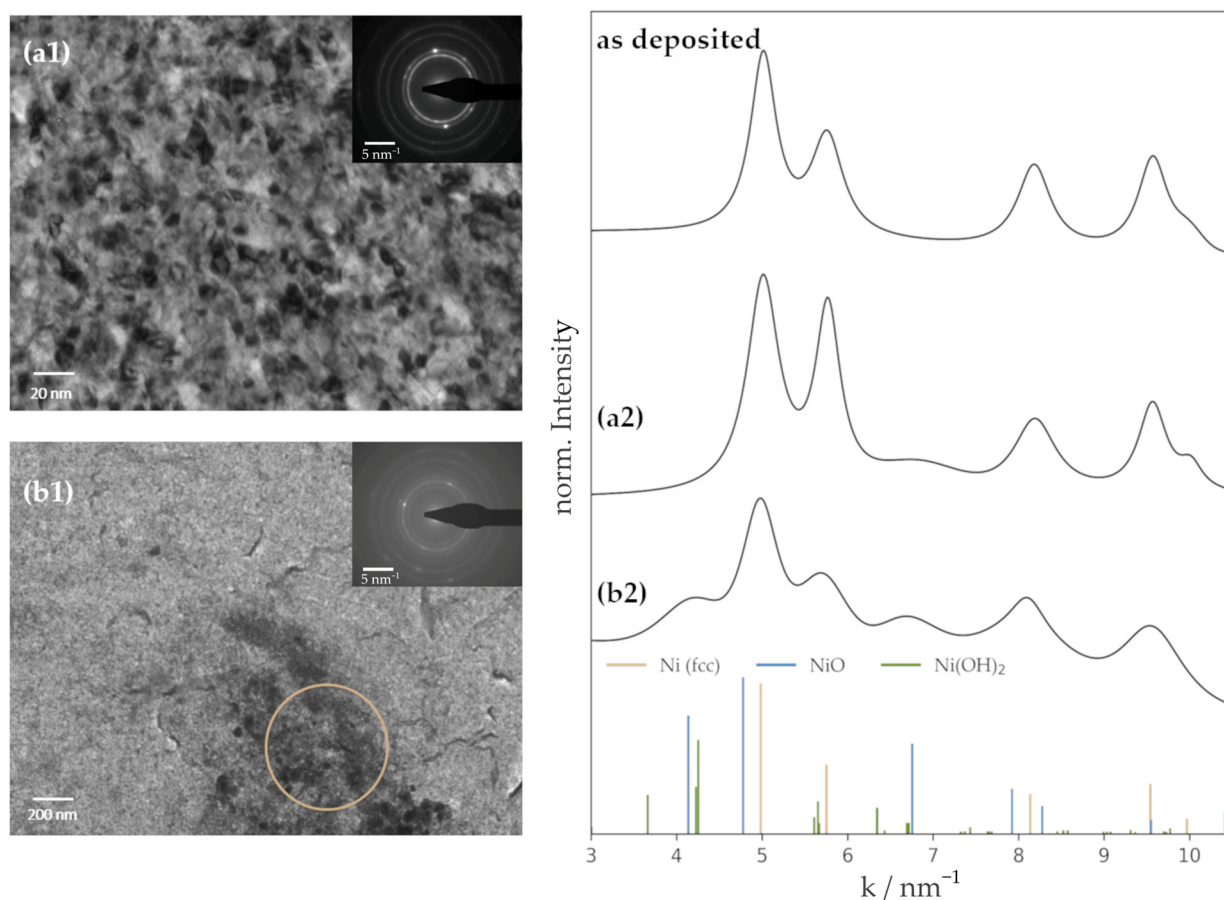 (a1)
5 nm⁻¹
20 nm
(b1)
5 nm⁻¹
200 nm
as deposited
(a2)
(b2)
norm. Intensity
Ni (fcc)
NiO
Ni(OH)₂
3 4 5 6 7 8 9 10
k / nm⁻¹